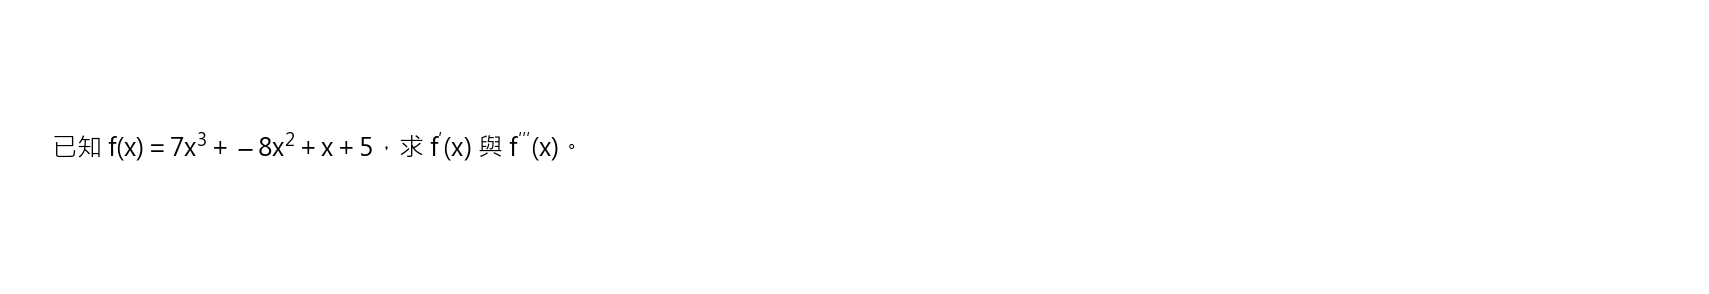 已知 f(x) = 7x³ + −8x² + x + 5，求 f′(x) 與 f′′′(x)。